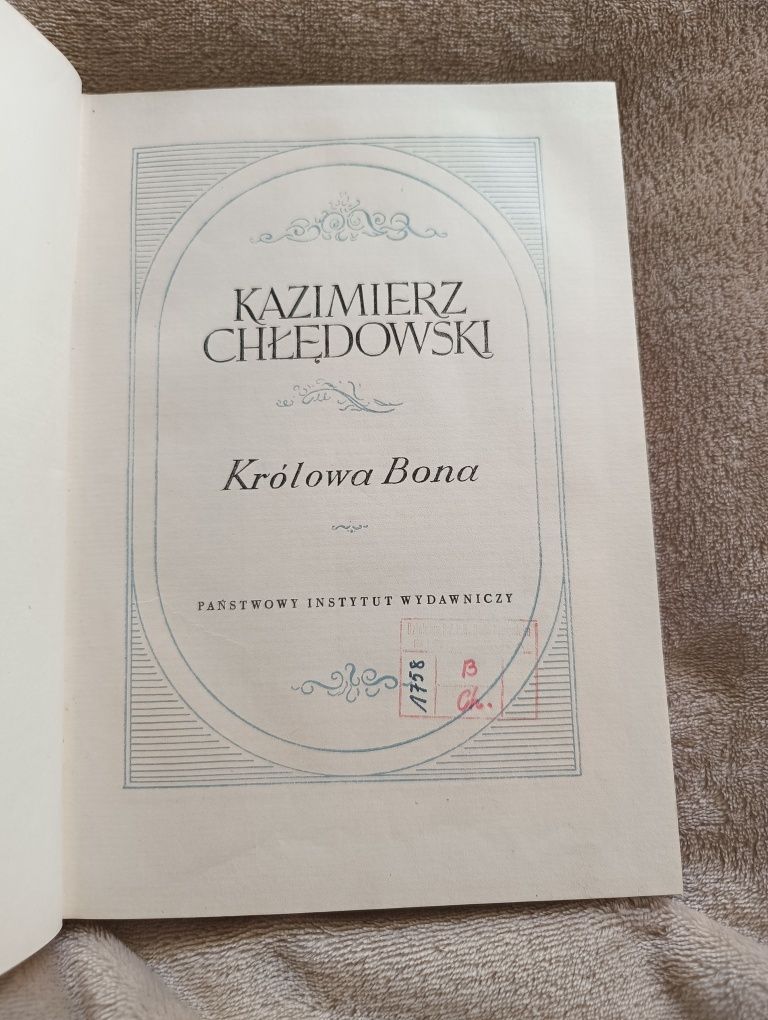 KAZIMIERZ
CHŁĘDOWSKI
Królowa Bona
PAŃSTWOWY INSTYTUT WYDAWNICZY
1758
B
Ch.